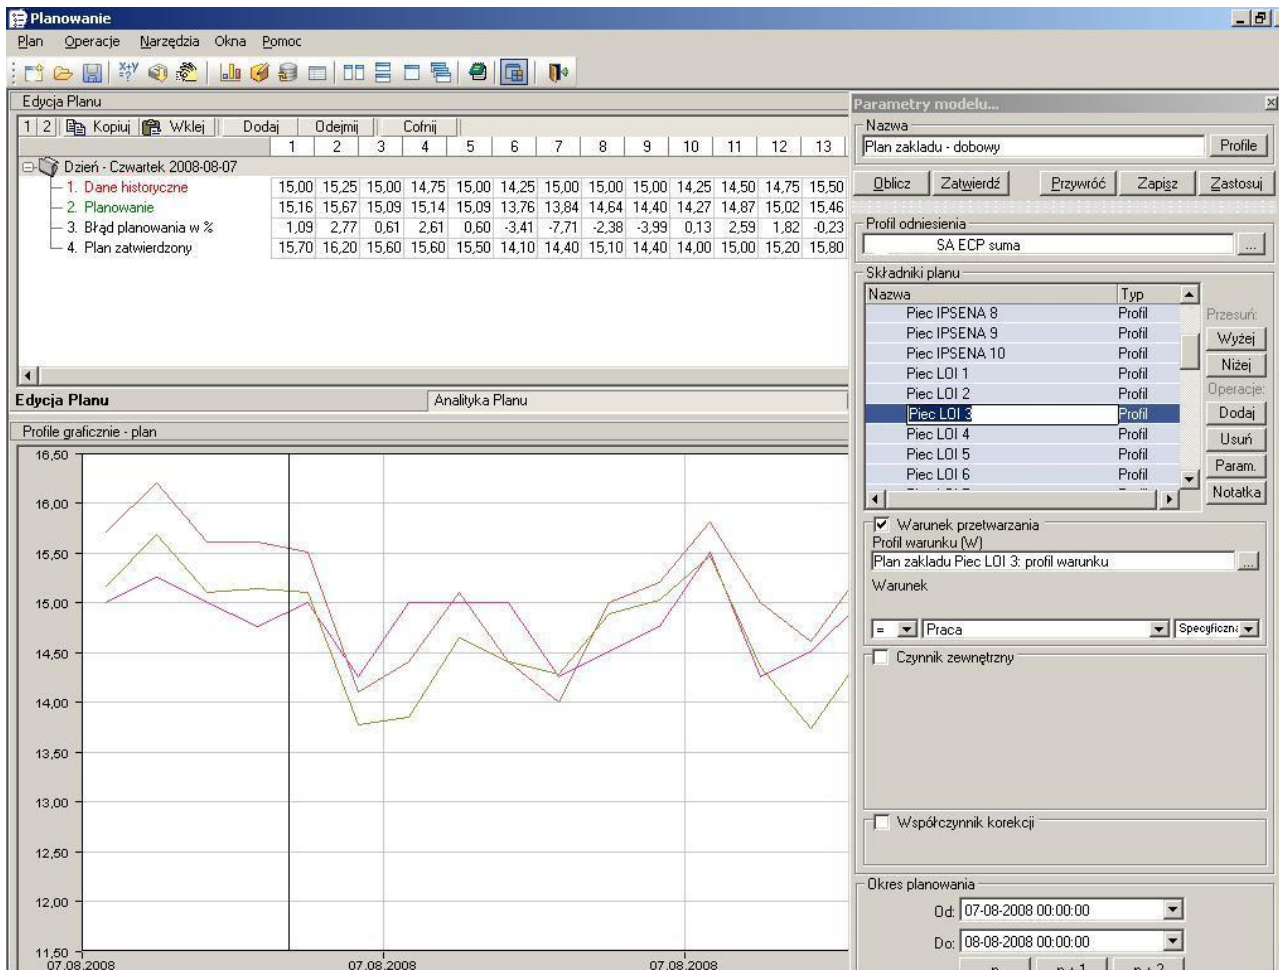 Planowanie
Plan Operacje Narzędzia Okna Pomoc
Edycja Planu
1 2 Kopiuj Wklej Dodaj Odejmij Cofnij
1 2 3 4 5 6 7 8 9 10 11 12 13
Dzień - Czwartek 2008-08-07
1. Dane historyczne 15,00 15,25 15,00 14,75 15,00 14,25 15,00 15,00 15,00 14,25 14,50 14,75 15,50
2. Planowanie 15,16 15,67 15,09 15,14 15,09 13,76 13,84 14,64 14,40 14,27 14,87 15,02 15,46
3. Błąd planowania w % 1,09 2,77 0,61 2,61 0,60 -3,41 -7,71 -2,38 -3,99 0,13 2,59 1,82 -0,23
4. Plan zatwierdzony 15,70 16,20 15,60 15,60 15,50 14,10 14,40 15,10 14,40 14,00 15,00 15,20 15,80
Edycja Planu Analityka Planu
Profile graficznie - plan
16,50
16,00
15,50
15,00
14,50
14,00
13,50
13,00
12,50
12,00
11,50
07.08.2008 07.08.2008 07.08.2008
Parametry modelu...
Nazwa
Plan zakladu - dobowy Profile
Oblicz Zatwierdź Przywróć Zapisz Zastosuj
Profil odniesienia
SA ECP suma ...
Składniki planu
Nazwa Typ
Piec IPSENA 8 Profil
Piec IPSENA 9 Profil
Piec IPSENA 10 Profil
Piec LOI 1 Profil
Piec LOI 2 Profil
Piec LOI 3 Profil
Piec LOI 4 Profil
Piec LOI 5 Profil
Piec LOI 6 Profil
Przesuń:
Wyżej
Niżej
Operacje:
Dodaj
Usuń
Param.
Notatka
Warunek przetwarzania
Profil warunku (W)
Plan zakladu Piec LOI 3: profil warunku ...
Warunek
= Praca Specyficzn
Czynnik zewnętrzny
Współczynnik korekcji
Okres planowania
Od: 07-08-2008 00:00:00
Do: 08-08-2008 00:00:00
n n + 1 n + 2